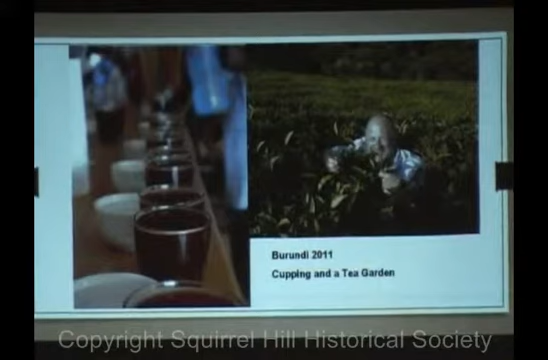 Burundi 2011
Cupping and a Tea Garden
Copyright Squirrel Hill Historical Society